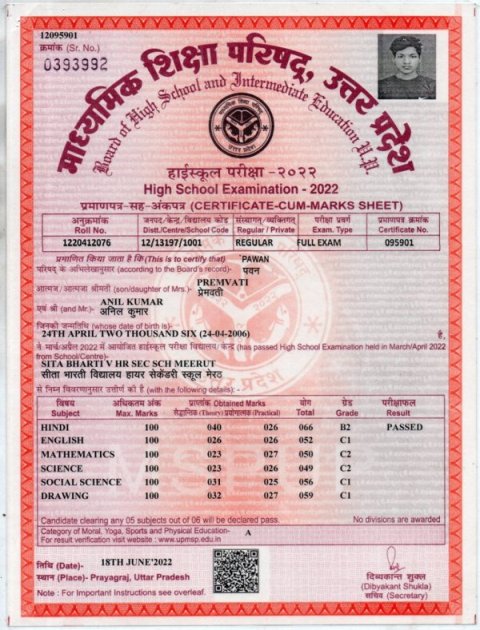 12095901
क्रमांक (Sr. No.)
0393992
माध्यमिक शिक्षा परिषद्, उत्तर प्रदेश
Board of High School and Intermediate Education U.P.
हाईस्कूल परीक्षा -२०२२
High School Examination - 2022
प्रमाणपत्र-सह-अंकपत्र (CERTIFICATE-CUM-MARKS SHEET)
अनुक्रमांक जनपद/केन्द्र/विद्यालय कोड संस्थागत/व्यक्तिगत परीक्षा प्रवर्ग प्रमाणपत्र क्रमांक
Roll No. Distt./Centre/School Code Regular / Private Exam. Type Certificate No.
1220412076 12/13197/1001 REGULAR FULL EXAM 095901
प्रमाणित किया जाता है कि (This is to certify that) PAWAN
परिषद के अभिलेखानुसार (according to the Board's record)- पवन
आत्मज / आत्मजा श्रीमती (son/daughter of Mrs.)- PREMVATI
प्रेमवती
ANIL KUMAR
एवं श्री (and Mr.)- अनिल कुमार
जिनकी जन्मतिथि (whose date of birth is)-
24TH APRIL TWO THOUSAND SIX (24-04-2006) है,
ने मार्च/अप्रैल 2022 में आयोजित हाईस्कूल परीक्षा विद्यालय/केन्द्र (has passed High School Examination held in March/April 2022
from School/Centre)-
SITA BHARTI V HR SEC SCH MEERUT
सीता भारती विद्यालय हायर सेकेंडरी स्कूल मेरठ
से निम्न विवरणानुसार उत्तीर्ण की है (with the following details): -
विषय अधिकतम अंक प्राप्तांक Obtained Marks योग ग्रेड परीक्षाफल
Subject Max. Marks सैद्धान्तिक (Theory) प्रयोगात्मक (Practical) Total Grade Result
HINDI 100 040 026 066 B2 PASSED
ENGLISH 100 026 026 052 C1
MATHEMATICS 100 023 027 050 C2
SCIENCE 100 023 026 049 C2
SOCIAL SCIENCE 100 031 025 056 C1
DRAWING 100 032 027 059 C1
Candidate clearing any 05 subjects out of 06 will be declared pass. No divisions are awarded
Category of Moral, Yoga, Sports and Physical Education- A
For result verification visit website : www.upmsp.edu.in
तिथि (Date)- 18TH JUNE'2022
स्थान (Place)- Prayagraj, Uttar Pradesh
Note : For Important Instructions see overleaf.
दिव्यकान्त शुक्ल
(Dibyakant Shukla)
सचिव (Secretary)